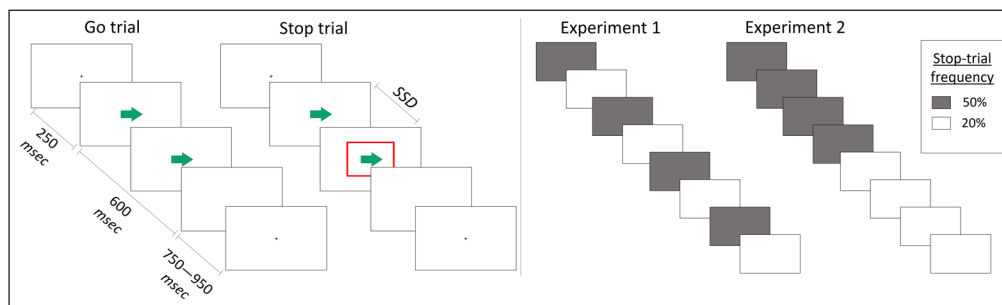 Go trial
Stop trial
SSD
250
msec
600
msec
750—950
msec
Experiment 1
Experiment 2
Stop-trial
frequency
50%
20%